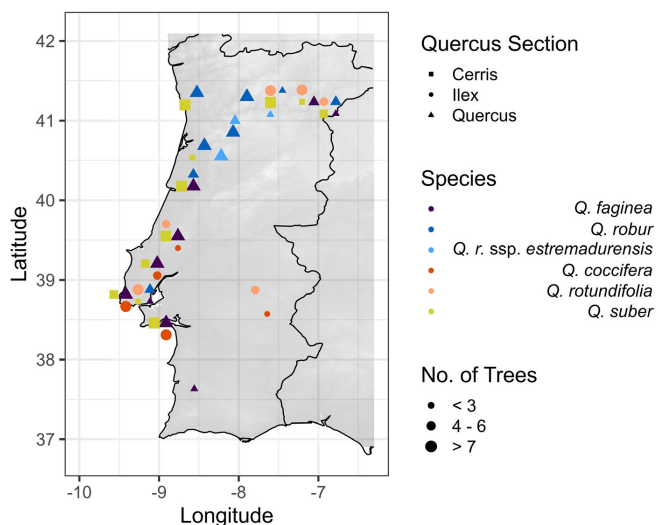 42
41
40
39
38
37
Latitude
-10
-9
-8
-7
Longitude
Quercus Section
Cerris
Ilex
Quercus
Species
Q. faginea
Q. robur
Q. r. ssp. estremadurensis
Q. coccifera
Q. rotundifolia
Q. suber
No. of Trees
< 3
4 - 6
> 7